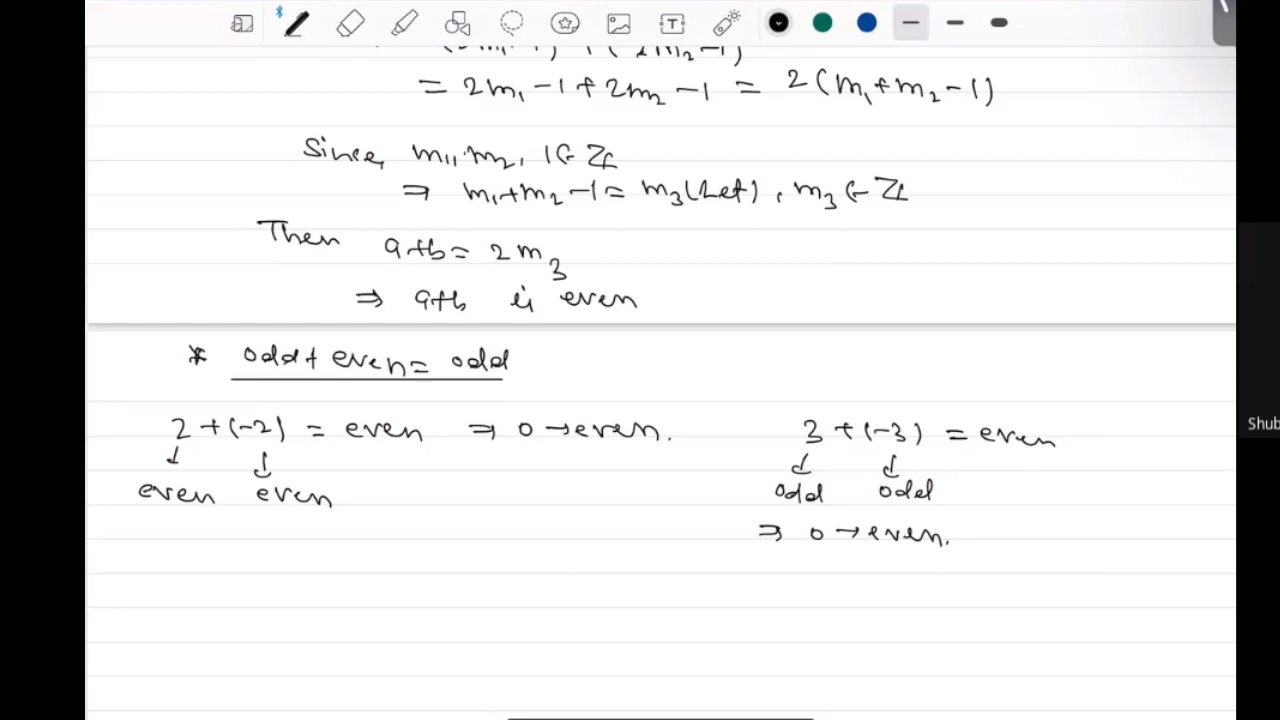 = 2m₁ - 1 + 2m₂ - 1 = 2(m₁ + m₂ - 1)
Since, m₁, m₂, 1 ∈ ℤ
⇒ m₁ + m₂ - 1 = m₃ (Let), m₃ ∈ ℤ
Then a+b = 2m₃
⇒ a+b is even
* odd + even = odd
2 + (-2) = even ⇒ 0 → even.
↓ ↓
even even
3 + (-3) = even
↓ ↓
odd odd
⇒ 0 → even.
Shub